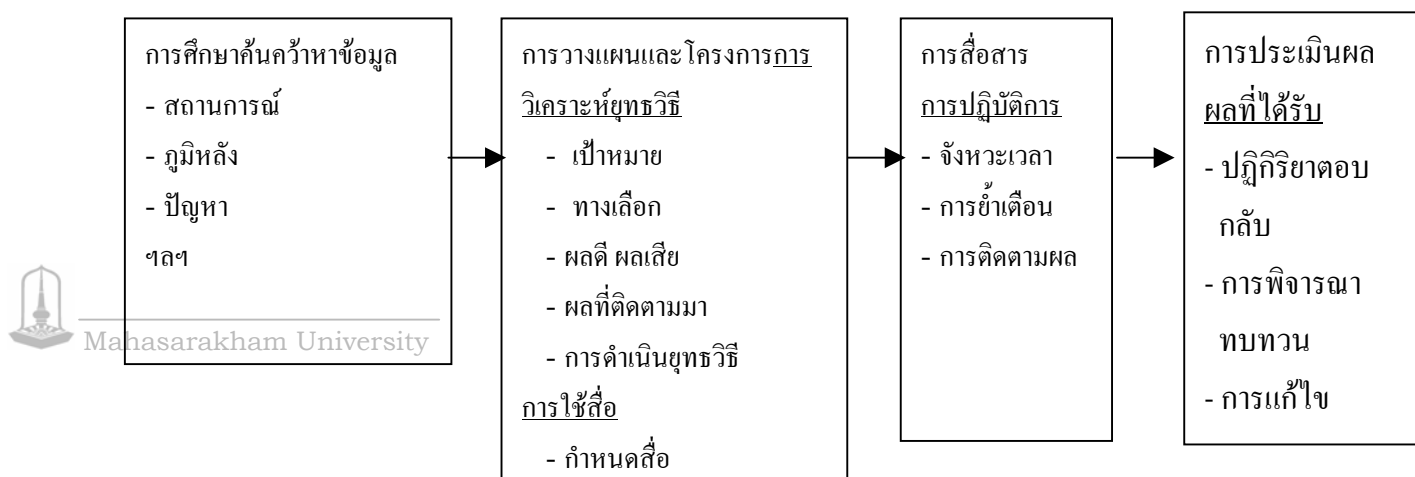 การศึกษาค้นคว้าหาข้อมูล
- สถานการณ์
- ภูมิหลัง
- ปัญหา
ฯลฯ
การวางแผนและโครงการการ
วิเคราะห์ยุทธวิธี
- เป้าหมาย
- ทางเลือก
- ผลดี ผลเสีย
- ผลที่ติดตามมา
- การดำเนินยุทธวิธี
การใช้สื่อ
- กำหนดสื่อ
การสื่อสาร
การปฏิบัติการ
- จังหวะเวลา
- การย้ำเตือน
- การติดตามผล
การประเมินผล
ผลที่ได้รับ
- ปฏิกิริยาตอบ
กลับ
- การพิจารณา
ทบทวน
- การแก้ไข
Mahasarakham University